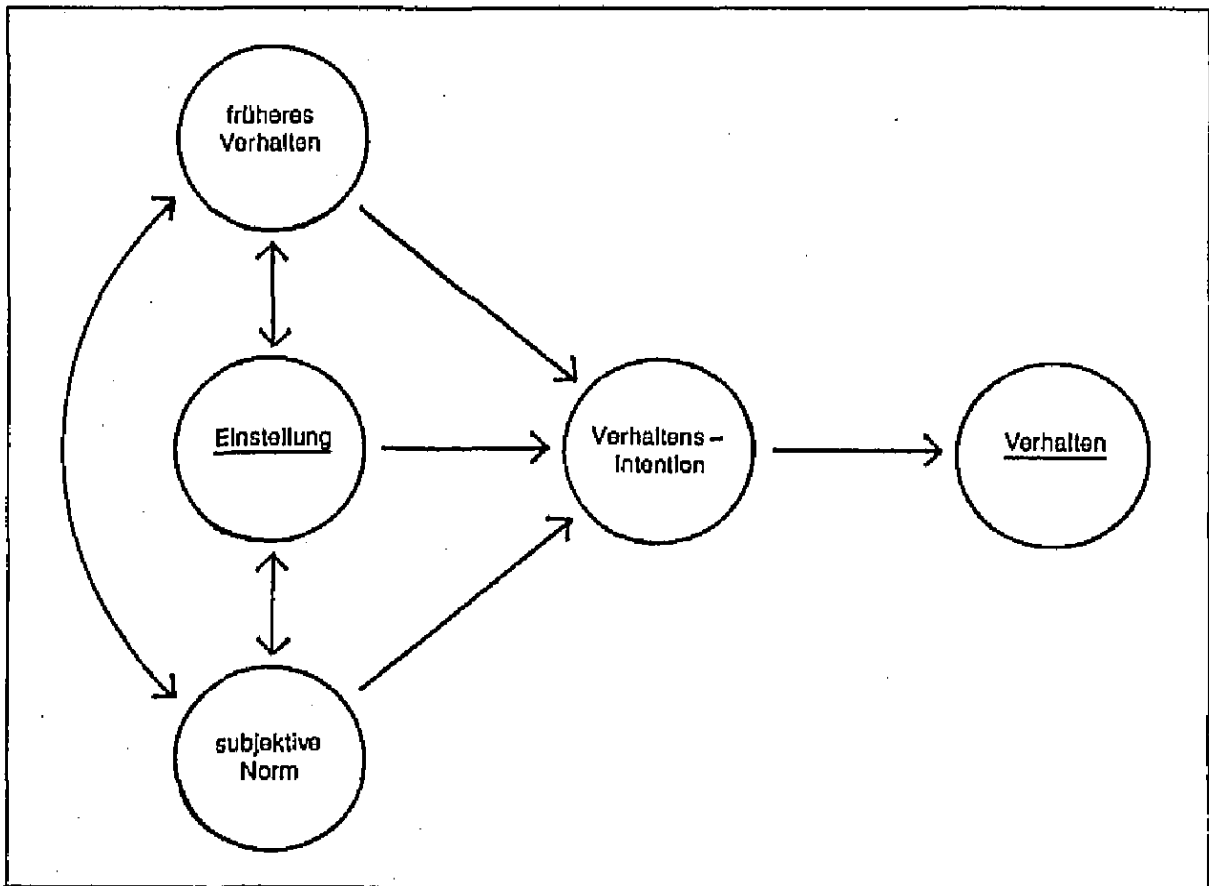 früheres
Verhalten
Einstellung
Verhaltens-
intention
Verhalten
subjektive
Norm